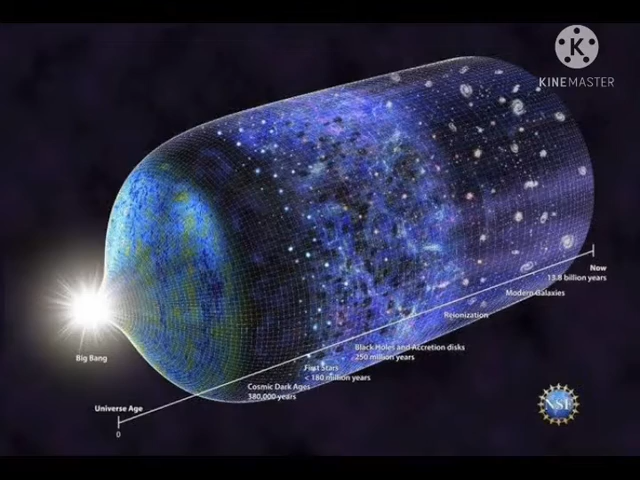 K
KINEMASTER
Now
13.8 billion years
Modern Galaxies
Reionization
Black Holes and Accretion disks
250 million years
First Stars
< 180 million years
Cosmic Dark Ages
380,000 years
Big Bang
Universe Age
0
NSF